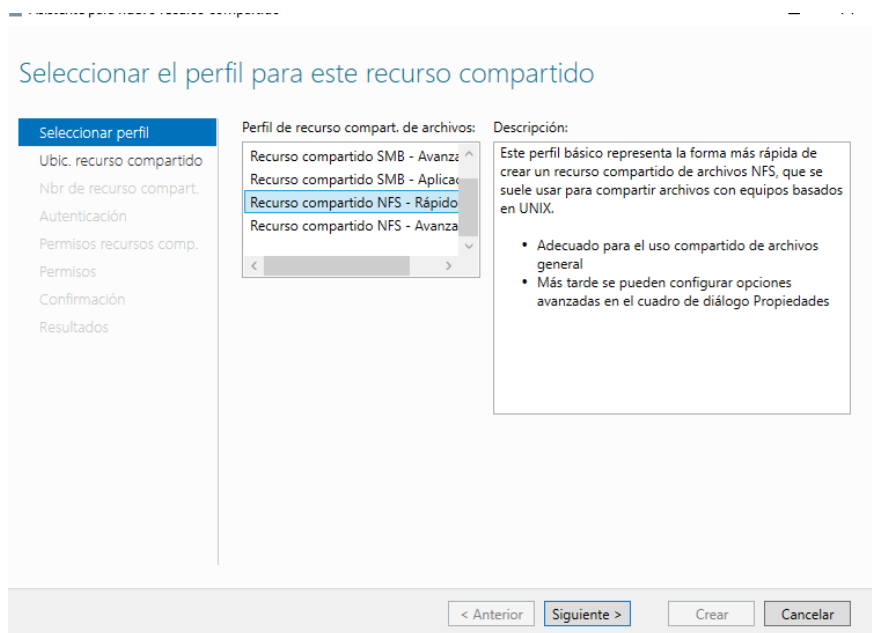 Seleccionar el perfil para este recurso compartido
Seleccionar perfil
Ubic. recurso compartido
Nbr de recurso compart.
Autenticación
Permisos recursos comp.
Permisos
Confirmación
Resultados
Perfil de recurso compart. de archivos:
Recurso compartido SMB - Avanza
Recurso compartido SMB - Aplicac
Recurso compartido NFS - Rápido
Recurso compartido NFS - Avanza
Descripción:
Este perfil básico representa la forma más rápida de
crear un recurso compartido de archivos NFS, que se
suele usar para compartir archivos con equipos basados
en UNIX.
• Adecuado para el uso compartido de archivos
general
• Más tarde se pueden configurar opciones
avanzadas en el cuadro de diálogo Propiedades
< Anterior
Siguiente >
Crear
Cancelar